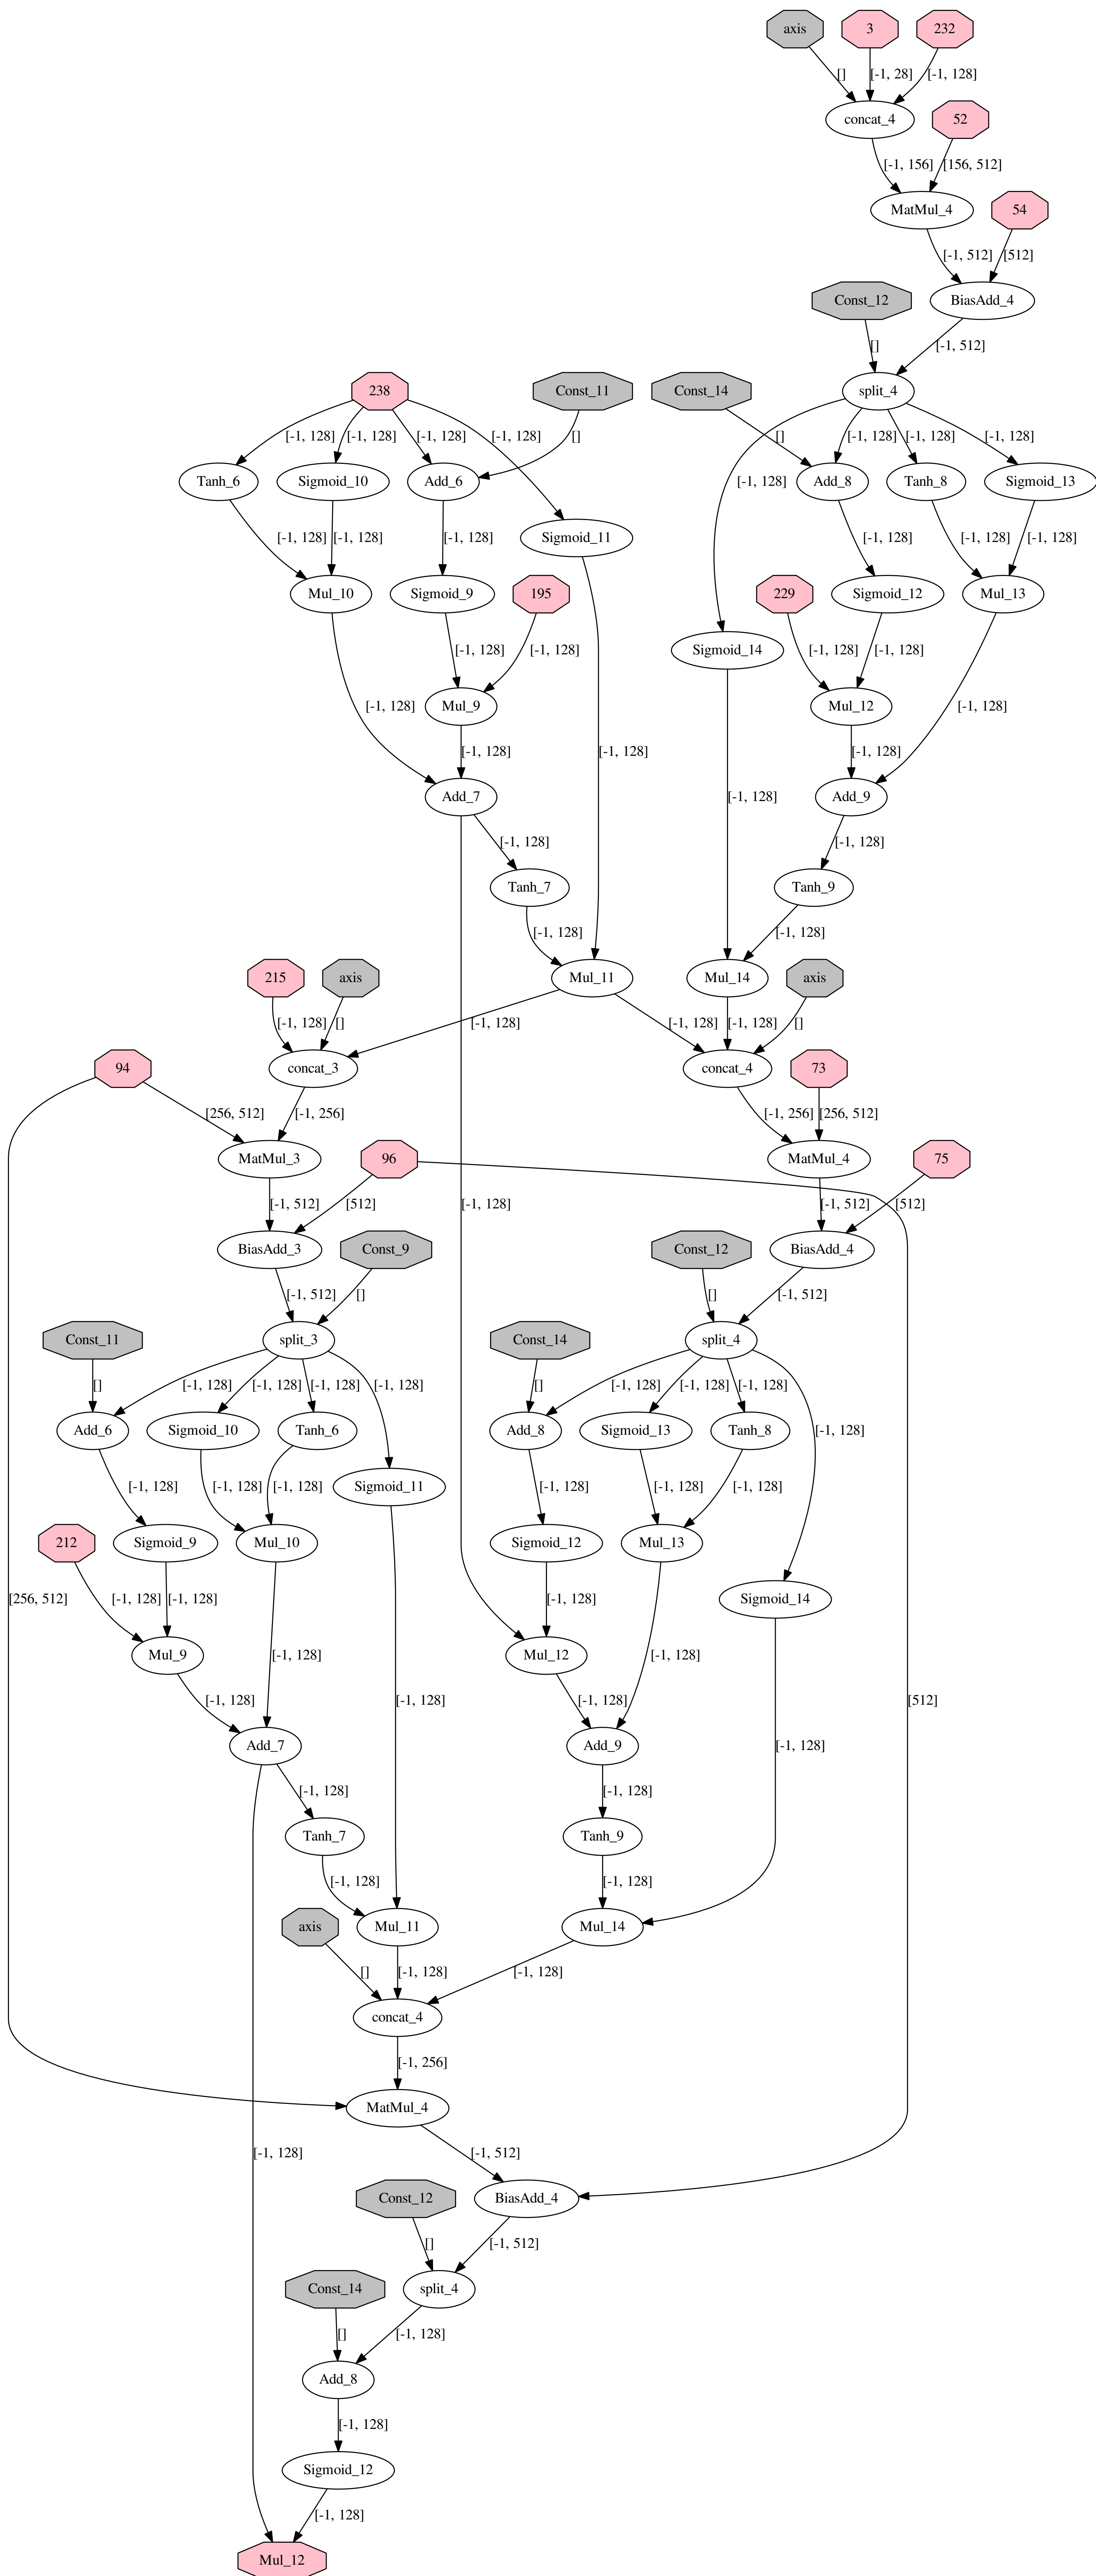 axis 3 232
[] [-1, 28] [-1, 128]
concat_4 52
[-1, 156] [156, 512]
MatMul_4 54
[-1, 512] [512]
Const_12 BiasAdd_4
[] [-1, 512]
238 Const_11 Const_14 split_4
[-1, 128] [-1, 128] [-1, 128] [-1, 128] [] [] [-1, 128] [-1, 128] [-1, 128]
Tanh_6 Sigmoid_10 Add_6 [-1, 128] Add_8 Tanh_8 Sigmoid_13
[-1, 128] [-1, 128] [-1, 128] Sigmoid_11 [-1, 128] [-1, 128] [-1, 128]
Mul_10 Sigmoid_9 195 229 Sigmoid_12 Mul_13
[-1, 128] [-1, 128] Sigmoid_14 [-1, 128] [-1, 128]
[-1, 128] Mul_9 Mul_12 [-1, 128]
[-1, 128] [-1, 128] [-1, 128]
Add_7 [-1, 128] Add_9
[-1, 128] [-1, 128]
Tanh_7 Tanh_9
[-1, 128] [-1, 128]
215 axis Mul_11 Mul_14 axis
[-1, 128] [] [-1, 128] [-1, 128] [-1, 128] []
94 concat_3 concat_4 73
[256, 512] [-1, 256] [-1, 256] [256, 512]
MatMul_3 96 MatMul_4 75
[-1, 512] [512] [-1, 128] [-1, 512] [512]
BiasAdd_3 Const_9 Const_12 BiasAdd_4
[-1, 512] [] [] [-1, 512]
Const_11 split_3 Const_14 split_4
[] [-1, 128] [-1, 128] [-1, 128] [-1, 128] [] [-1, 128] [-1, 128] [-1, 128]
Add_6 Sigmoid_10 Tanh_6 Add_8 Sigmoid_13 Tanh_8 [-1, 128]
[-1, 128] [-1, 128] [-1, 128] Sigmoid_11 [-1, 128] [-1, 128] [-1, 128]
212 Sigmoid_9 Mul_10 Sigmoid_12 Mul_13
[256, 512] [-1, 128] [-1, 128] [-1, 128] Sigmoid_14
Mul_9 [-1, 128] Mul_12 [-1, 128]
[-1, 128] [-1, 128] [-1, 128] [512]
Add_7 Add_9 [-1, 128]
[-1, 128] [-1, 128]
Tanh_7 Tanh_9
[-1, 128] [-1, 128]
axis Mul_11 Mul_14
[] [-1, 128] [-1, 128]
concat_4
[-1, 256]
MatMul_4
[-1, 128] [-1, 512]
Const_12 BiasAdd_4
[] [-1, 512]
Const_14 split_4
[] [-1, 128]
Add_8
[-1, 128]
Sigmoid_12
[-1, 128]
Mul_12